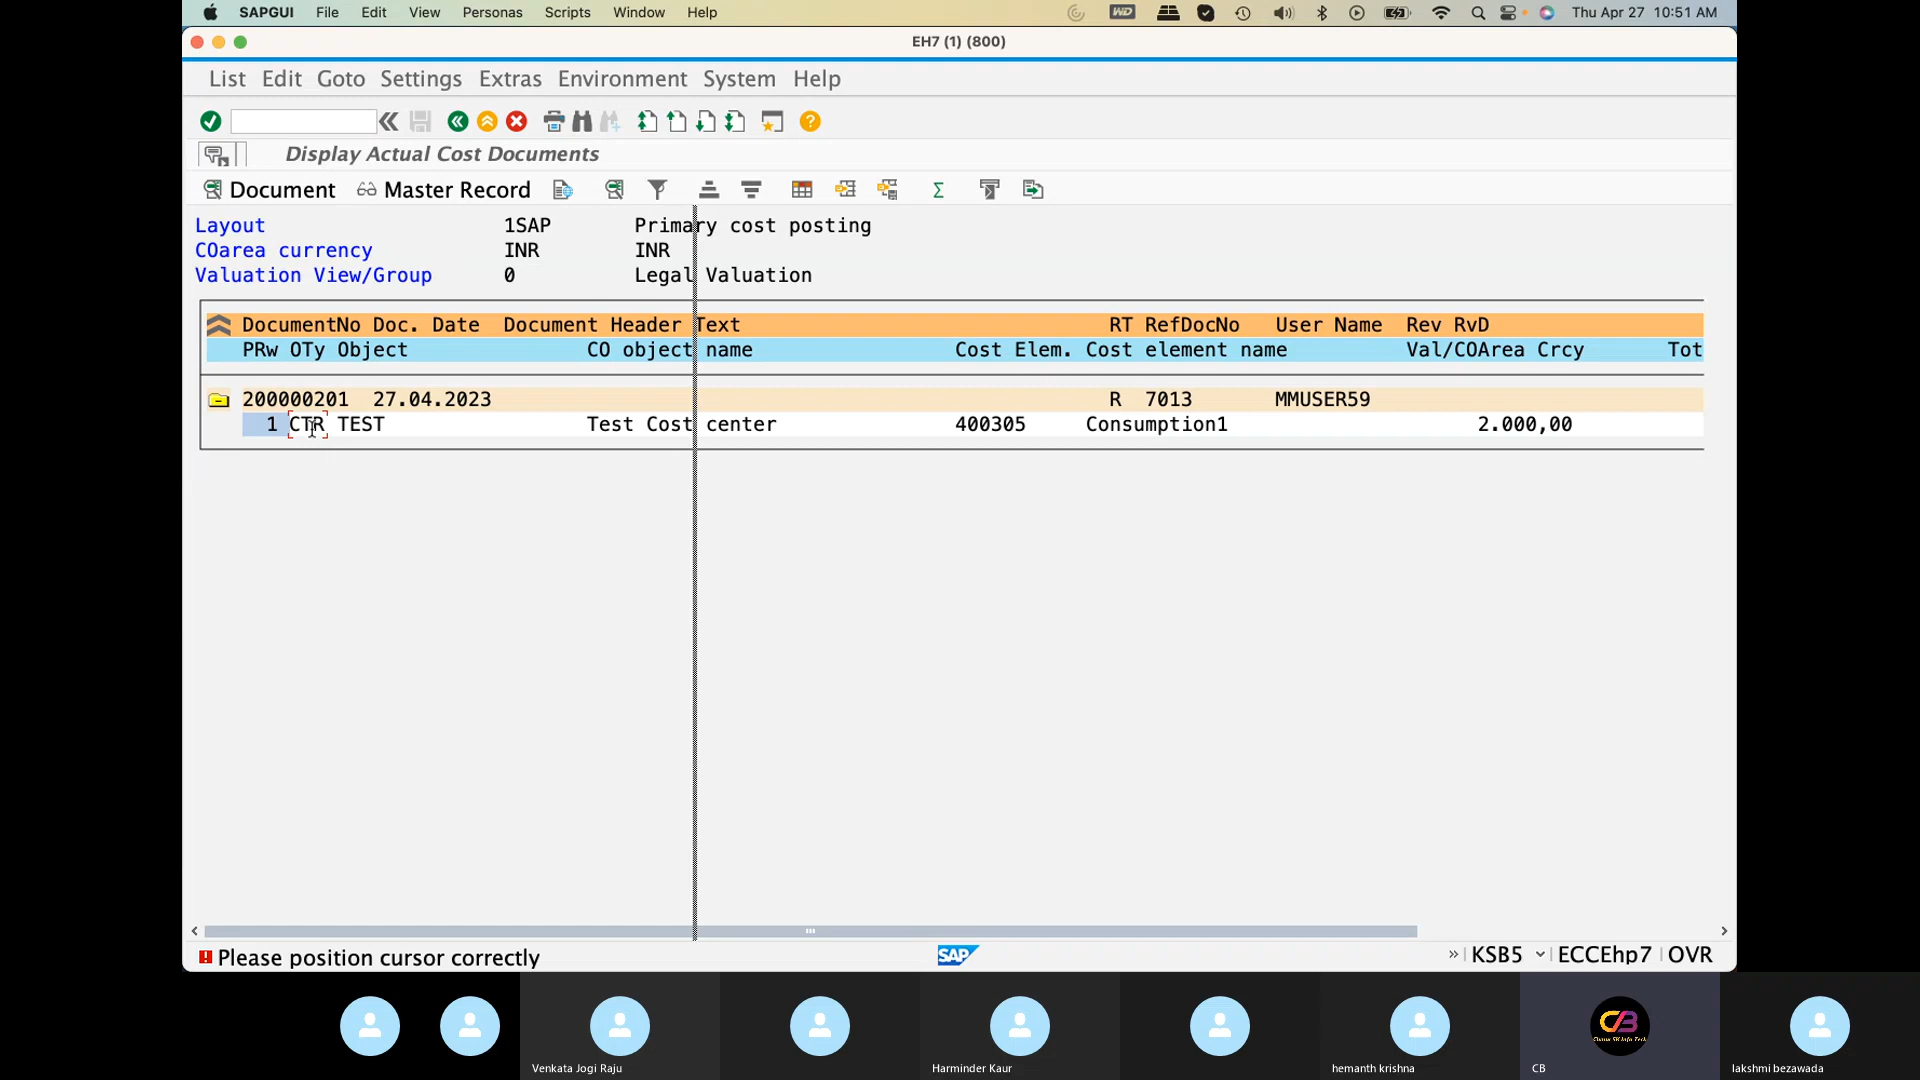 SAPGUI File Edit View Personas Scripts Window Help WD Thu Apr 27 10:51 AM
EH7 (1) (800)
List Edit Goto Settings Extras Environment System Help
Display Actual Cost Documents
Document Master Record Σ
Layout 1SAP Primary cost posting
COarea currency INR INR
Valuation View/Group 0 Legal Valuation
DocumentNo Doc. Date Document Header Text RT RefDocNo User Name Rev RvD
PRw OTy Object CO object name Cost Elem. Cost element name Val/COArea Crcy Tot
200000201 27.04.2023 R 7013 MMUSER59
1 CTR TEST Test Cost center 400305 Consumption1 2.000,00
Please position cursor correctly SAP » KSB5 ECCEhp7 OVR
CB
Venkata Jogi Raju Harminder Kaur hemanth krishna CB lakshmi bezawada